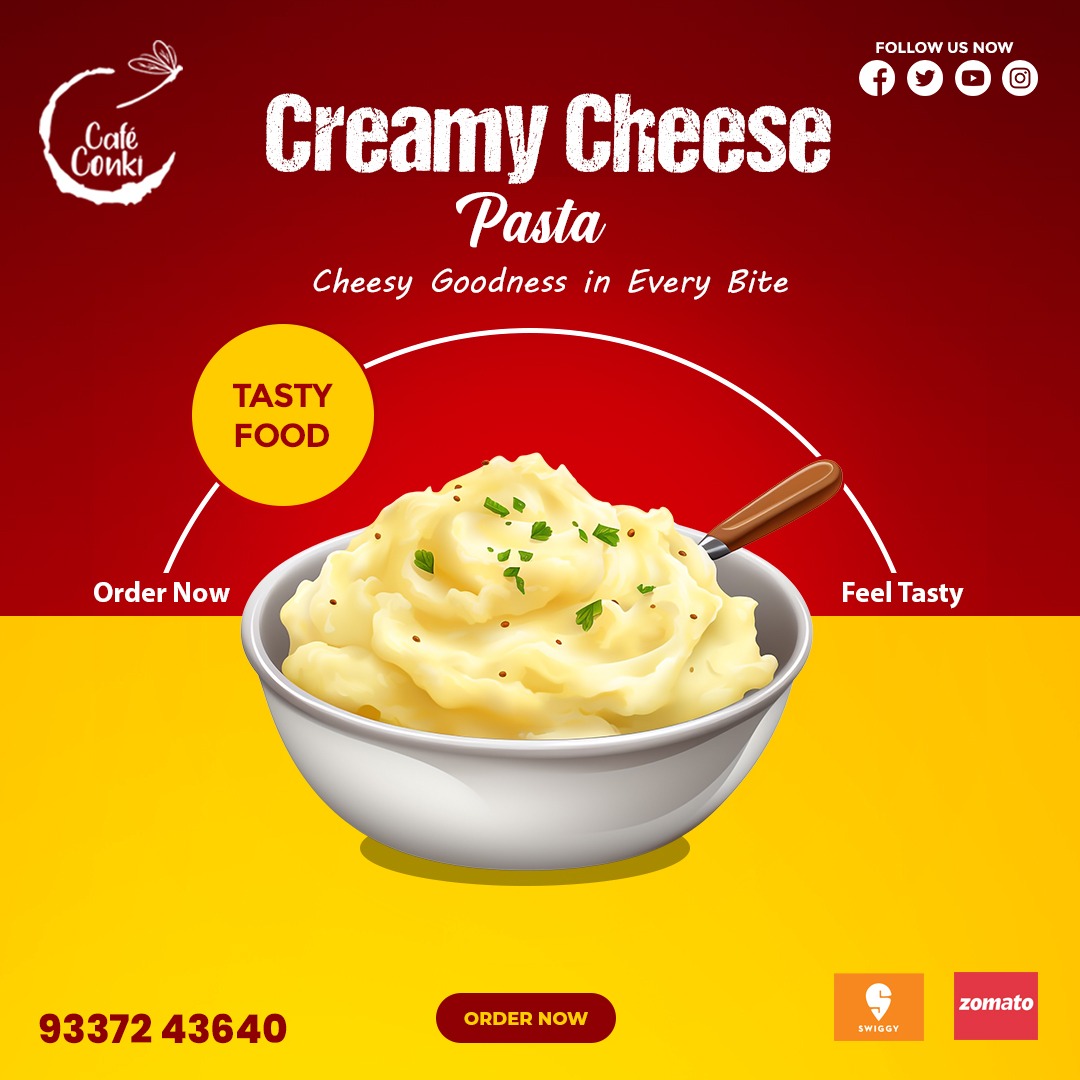 Café
Conki
FOLLOW US NOW
Creamy Cheese
Pasta
Cheesy Goodness in Every Bite
TASTY
FOOD
Order Now
Feel Tasty
93372 43640
ORDER NOW
SWIGGY
zomato